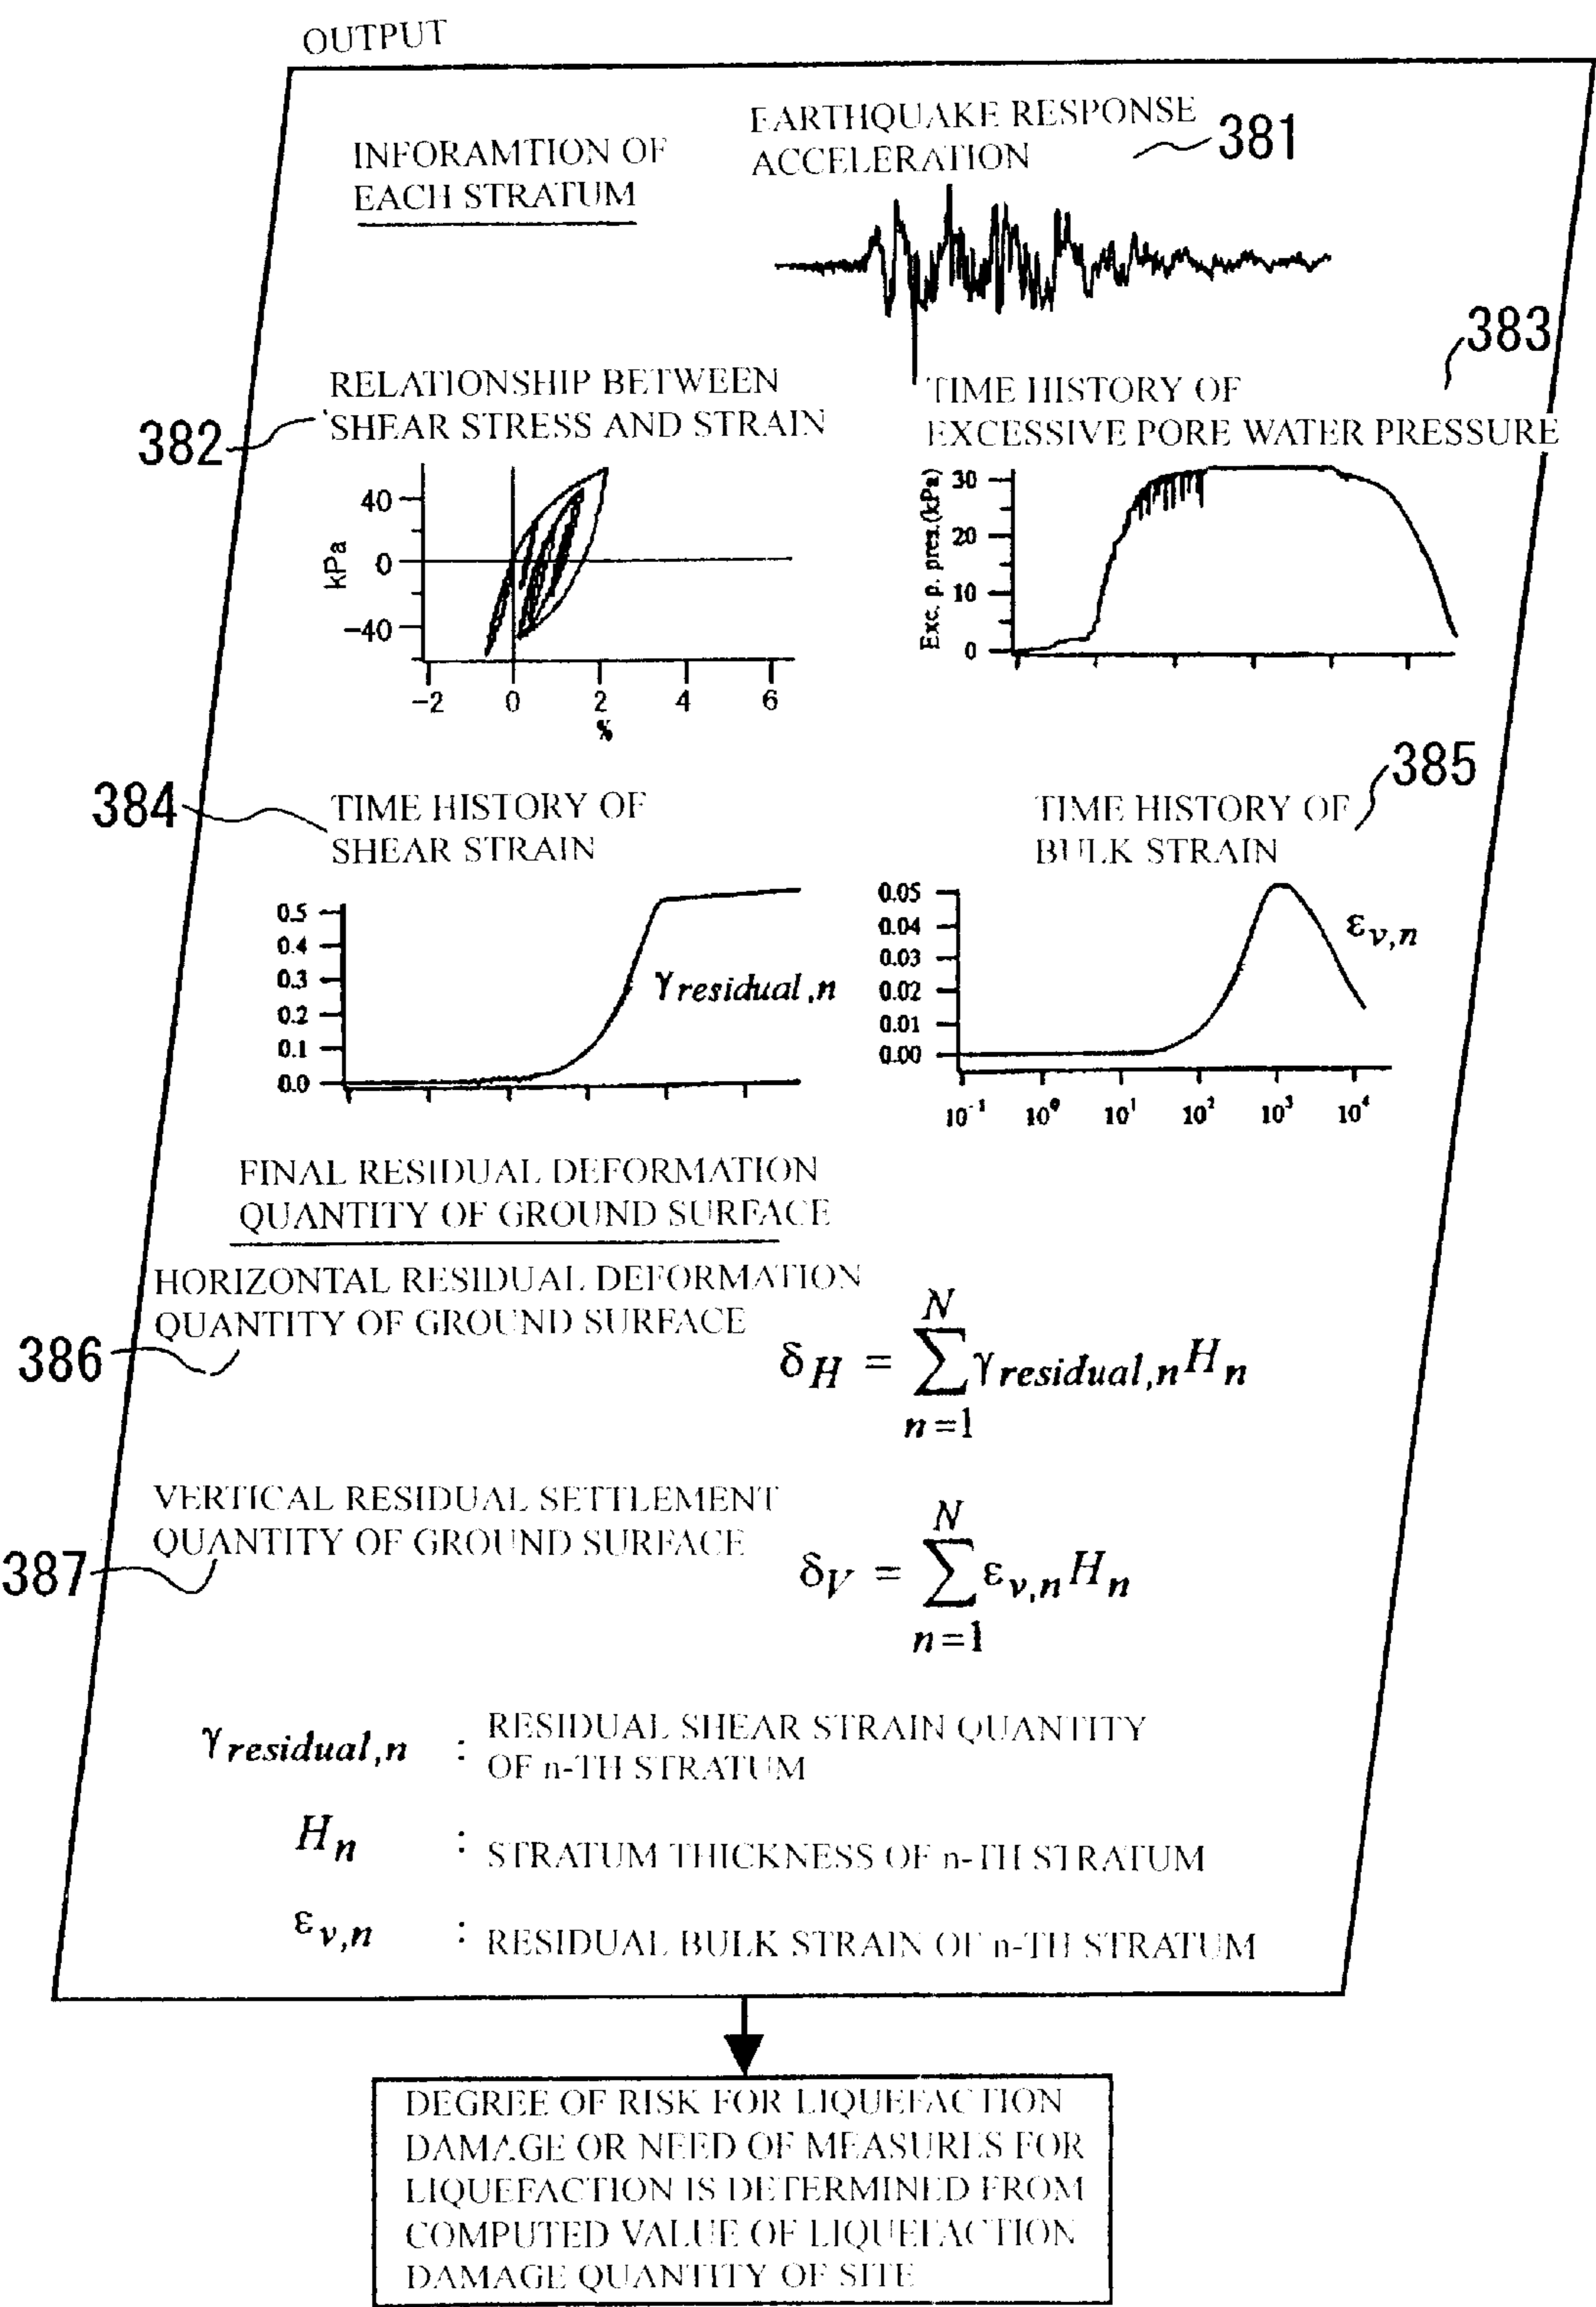 OUTPUT
INFORAMTION OF
EACH STRATUM
EARTHQUAKE RESPONSE
ACCELERATION
381
382
RELATIONSHIP BETWEEN
SHEAR STRESS AND STRAIN
kPa
40
0
-40
-2 0 2 4 6
%
383
TIME HISTORY OF
EXCESSIVE PORE WATER PRESSURE
Exc. p. pres.(kPa)
30
20
10
0
384
TIME HISTORY OF
SHEAR STRAIN
0.5
0.4
0.3
0.2
0.1
0.0
γresidual,n
385
TIME HISTORY OF
BULK STRAIN
0.05
0.04
0.03
0.02
0.01
0.00
εv,n
10⁻¹ 10⁰ 10¹ 10² 10³ 10⁴
FINAL RESIDUAL DEFORMATION
QUANTITY OF GROUND SURFACE
HORIZONTAL RESIDUAL DEFORMATION
QUANTITY OF GROUND SURFACE
386
δH = N∑n=1 γresidual,n Hn
VERTICAL RESIDUAL SETTLEMENT
QUANTITY OF GROUND SURFACE
387
δV = N∑n=1 εv,n Hn
γresidual,n : RESIDUAL SHEAR STRAIN QUANTITY
OF n-TH STRATUM
Hn : STRATUM THICKNESS OF n-TH STRATUM
εv,n : RESIDUAL BULK STRAIN OF n-TH STRATUM
DEGREE OF RISK FOR LIQUEFACTION
DAMAGE OR NEED OF MEASURES FOR
LIQUEFACTION IS DETERMINED FROM
COMPUTED VALUE OF LIQUEFACTION
DAMAGE QUANTITY OF SITE